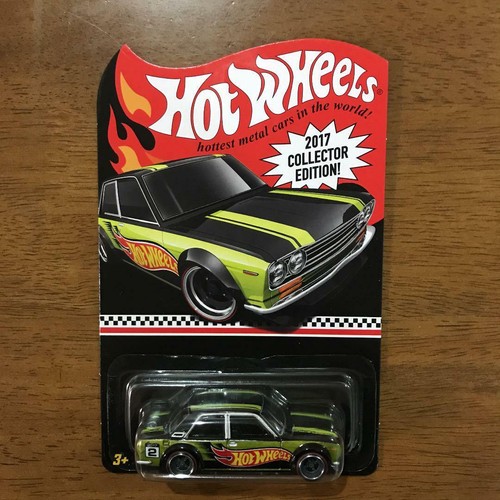 HOT WHEELS®
hottest metal cars in the world!
2017
COLLECTOR
EDITION!
HOT WHEELS
3+
2
HOT WHEELS